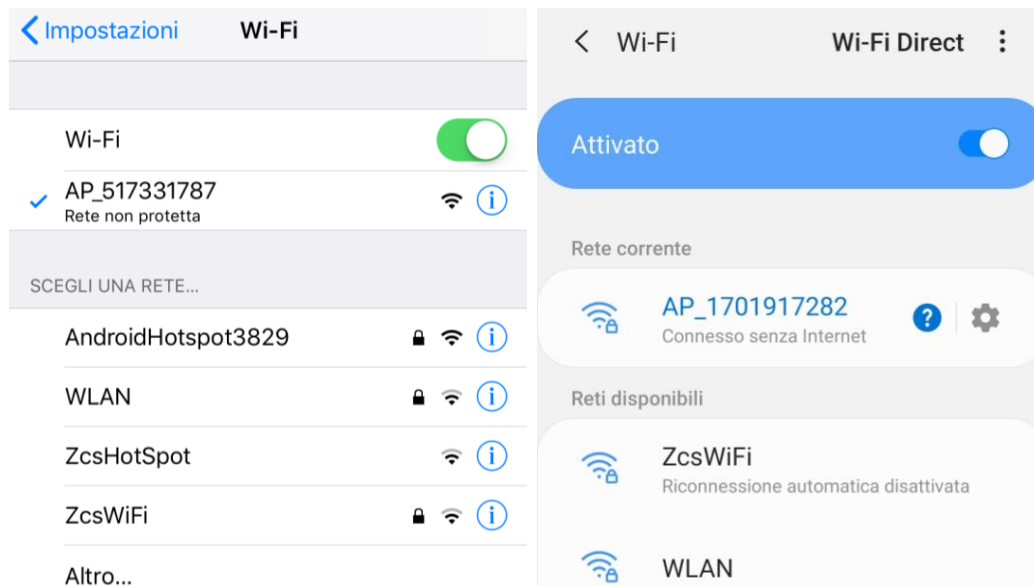 Impostazioni Wi-Fi
Wi-Fi
AP_517331787
Rete non protetta
SCEGLI UNA RETE...
AndroidHotspot3829
WLAN
ZcsHotSpot
ZcsWiFi
Altro...
Wi-Fi Wi-Fi Direct
Attivato
Rete corrente
AP_1701917282
Connesso senza Internet
Reti disponibili
ZcsWiFi
Riconnessione automatica disattivata
WLAN